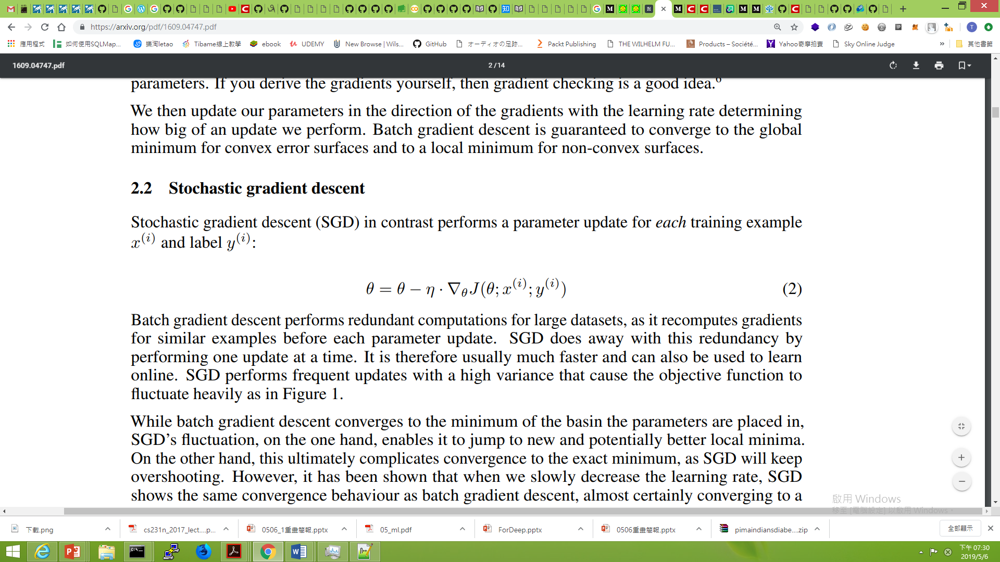 https://arxiv.org/pdf/1609.04747.pdf
應用程式
如何使用SQLMap...
樂淘letao
Tibame線上教學
ebook
UDEMY
New Browse | Wils...
GitHub
オーディオの足跡...
Packt Publishing
THE WILHELM FU...
Products – Société...
Yahoo奇摩拍賣
Sky Online Judge
»
其他書籤
1609.04747.pdf
2 / 14
parameters. If you derive the gradients yourself, then gradient checking is a good idea.⁶
We then update our parameters in the direction of the gradients with the learning rate determining
how big of an update we perform. Batch gradient descent is guaranteed to converge to the global
minimum for convex error surfaces and to a local minimum for non-convex surfaces.
2.2 Stochastic gradient descent
Stochastic gradient descent (SGD) in contrast performs a parameter update for each training example
x^(i) and label y^(i):
θ = θ − η · ∇_θ J(θ; x^(i); y^(i)) (2)
Batch gradient descent performs redundant computations for large datasets, as it recomputes gradients
for similar examples before each parameter update. SGD does away with this redundancy by
performing one update at a time. It is therefore usually much faster and can also be used to learn
online. SGD performs frequent updates with a high variance that cause the objective function to
fluctuate heavily as in Figure 1.
While batch gradient descent converges to the minimum of the basin the parameters are placed in,
SGD’s fluctuation, on the one hand, enables it to jump to new and potentially better local minima.
On the other hand, this ultimately complicates convergence to the exact minimum, as SGD will keep
overshooting. However, it has been shown that when we slowly decrease the learning rate, SGD
shows the same convergence behaviour as batch gradient descent, almost certainly converging to a
啟用 Windows
移至 [電腦設定] 以啟用 Windows。
下載.png
cs231n_2017_lect....p...
0506_1重盡簡報.pptx
05_ml.pdf
ForDeep.pptx
0506重盡簡報.pptx
pimaindiansdiabe....zip
全部顯示
下午 07:30
2019/5/6